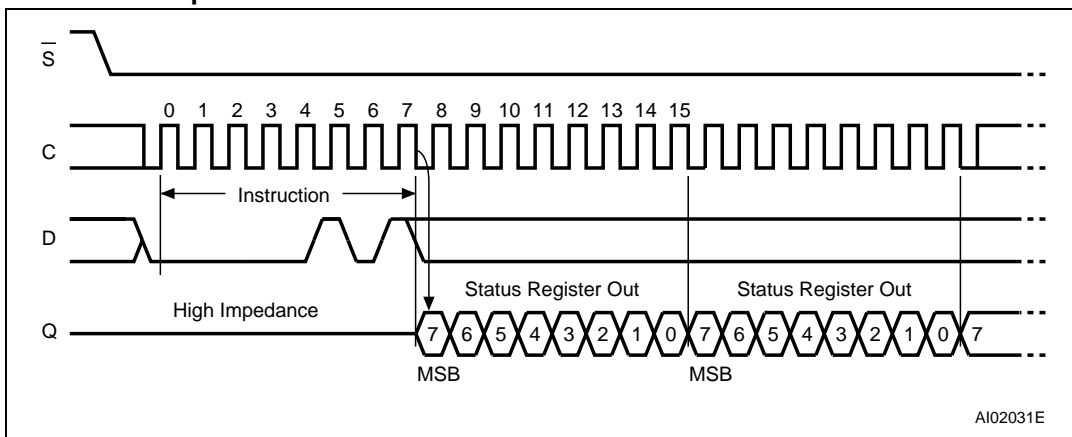 S
0 1 2 3 4 5 6 7 8 9 10 11 12 13 14 15
C
Instruction
D
High Impedance
Status Register Out Status Register Out
Q
7 6 5 4 3 2 1 0 7 6 5 4 3 2 1 0 7
MSB MSB
AI02031E